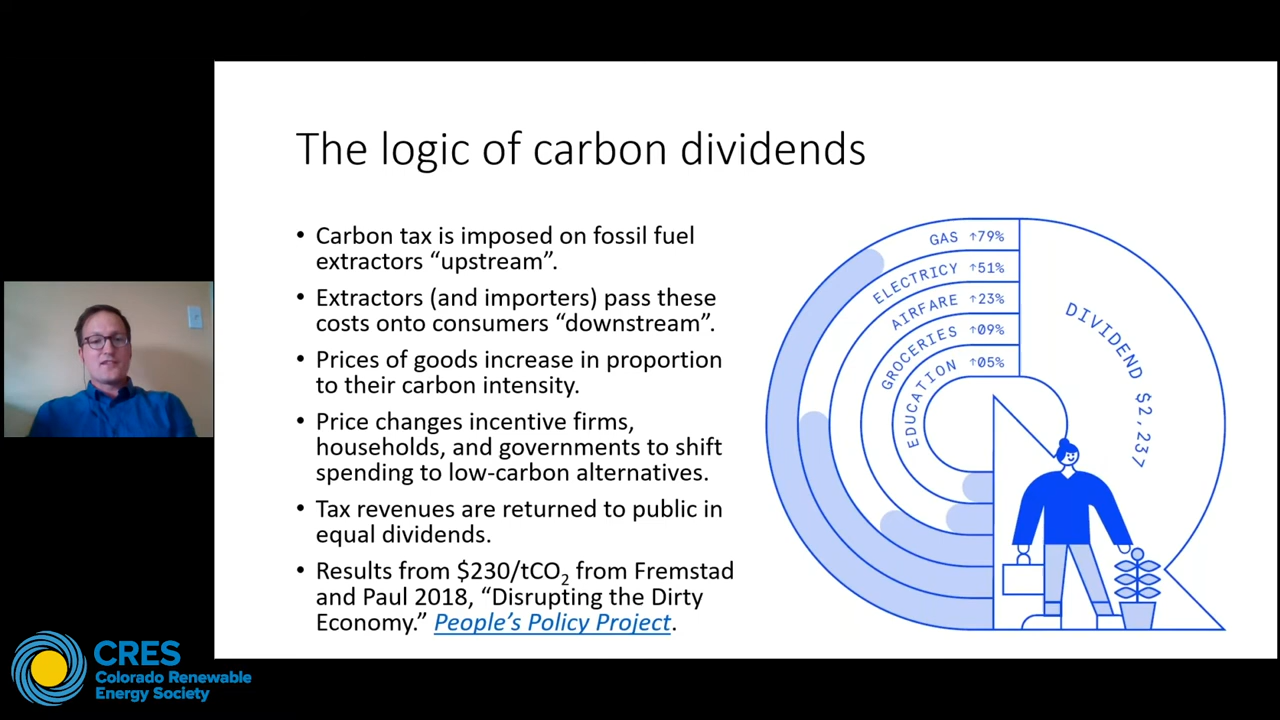 The logic of carbon dividends
• Carbon tax is imposed on fossil fuel
extractors “upstream”.
• Extractors (and importers) pass these
costs onto consumers “downstream”.
• Prices of goods increase in proportion
to their carbon intensity.
• Price changes incentive firms,
households, and governments to shift
spending to low-carbon alternatives.
• Tax revenues are returned to public in
equal dividends.
• Results from $230/tCO₂ from Fremstad
and Paul 2018, “Disrupting the Dirty
Economy.” People’s Policy Project.
GAS ↑79%
ELECTRICY ↑51%
AIRFARE ↑23%
GROCERIES ↑09%
EDUCATION ↑05%
DIVIDEND $2,237
CRES
Colorado Renewable
Energy Society